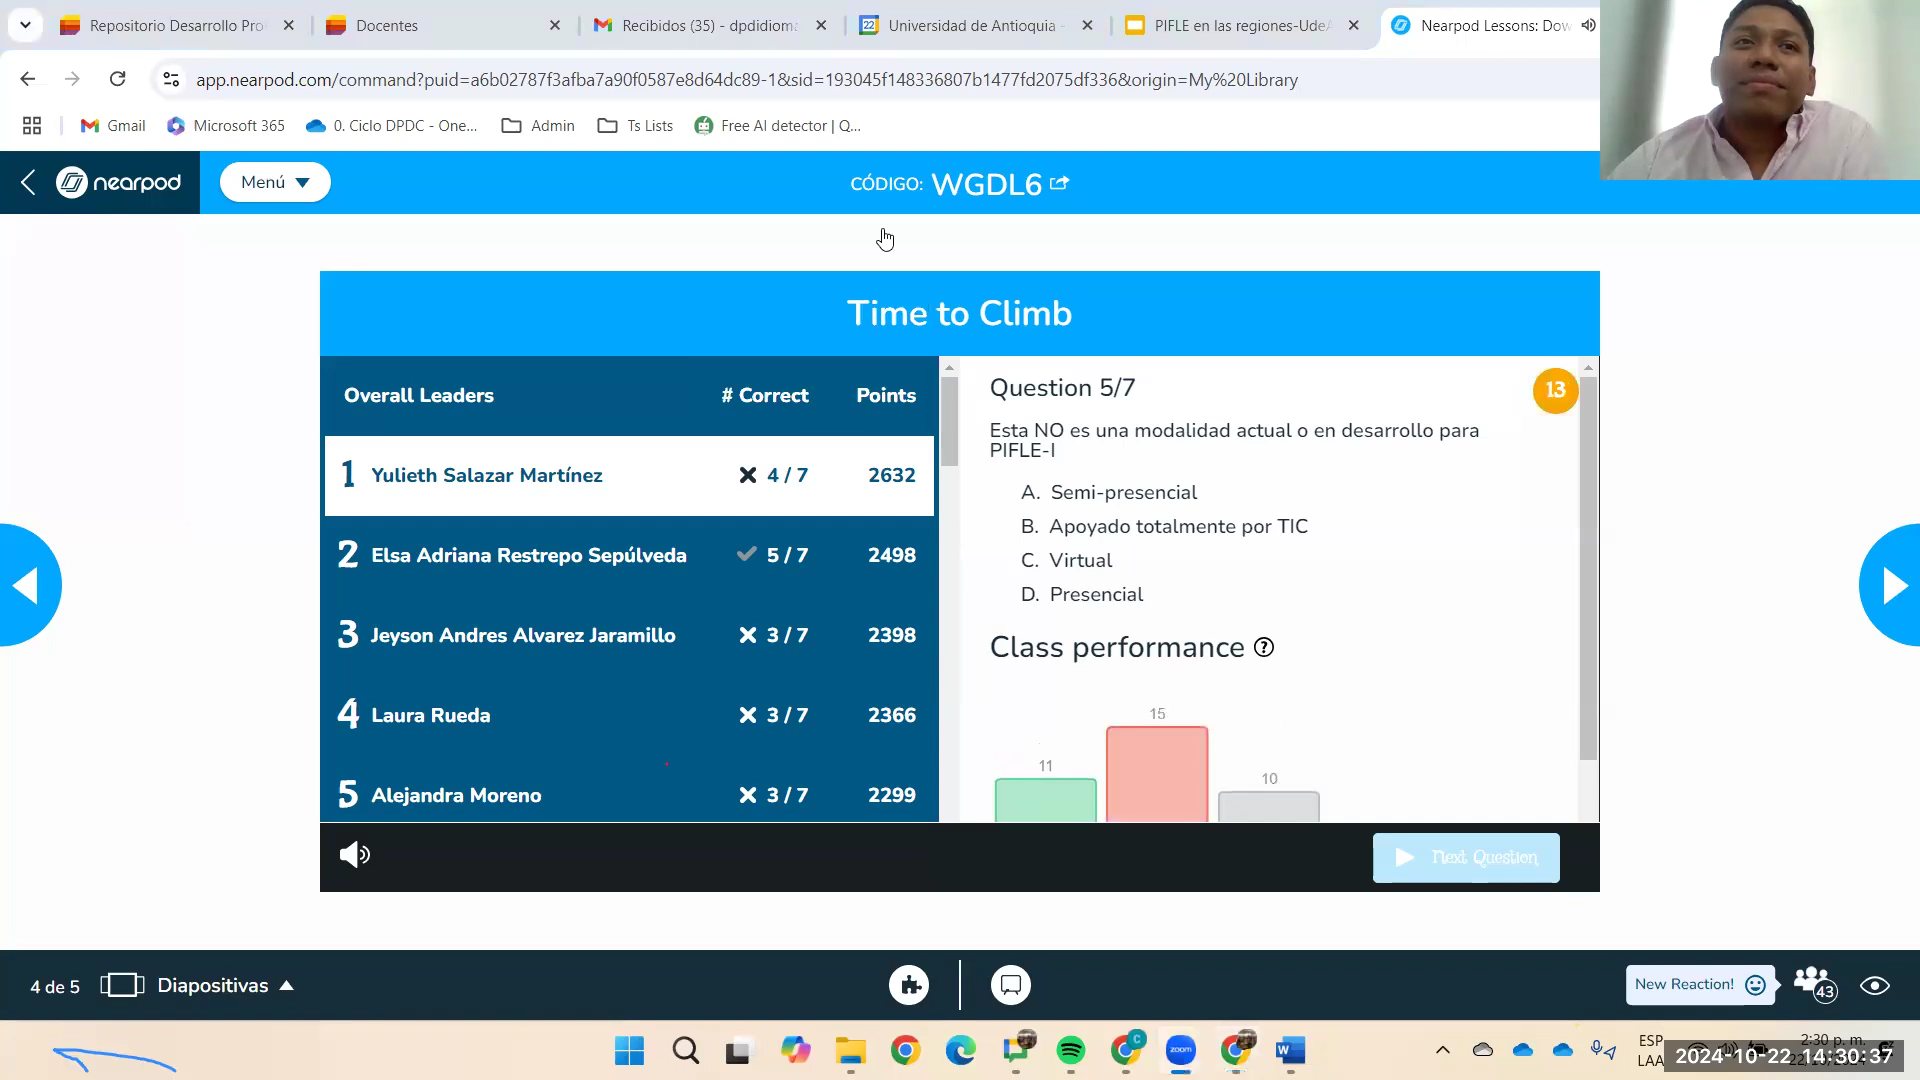 Repositorio Desarrollo Pro
Docentes
Recibidos (35) - dpdidioma
22
Universidad de Antioquia -
PIFLE en las regiones-UdeA
Nearpod Lessons: Dow
app.nearpod.com/command?puid=a6b02787f3afba7a90f0587e8d64dc89-1&sid=193045f148336807b1477fd2075df336&origin=My%20Library
Gmail
Microsoft 365
0. Ciclo DPDC - One...
Admin
Ts Lists
Free AI detector | Q...
nearpod
Menú
CÓDIGO: WGDL6
Time to Climb
Overall Leaders # Correct Points
1 Yulieth Salazar Martínez 4 / 7 2632
2 Elsa Adriana Restrepo Sepúlveda 5 / 7 2498
3 Jeyson Andres Alvarez Jaramillo 3 / 7 2398
4 Laura Rueda 3 / 7 2366
5 Alejandra Moreno 3 / 7 2299
Question 5/7
13
Esta NO es una modalidad actual o en desarrollo para
PIFLE-I
A. Semi-presencial
B. Apoyado totalmente por TIC
C. Virtual
D. Presencial
Class performance ?
15
11
10
Next Question
4 de 5
Diapositivas
New Reaction!
43
zoom
ESP
LAA
2:30 p. m.
2024-10-22 14:30:37